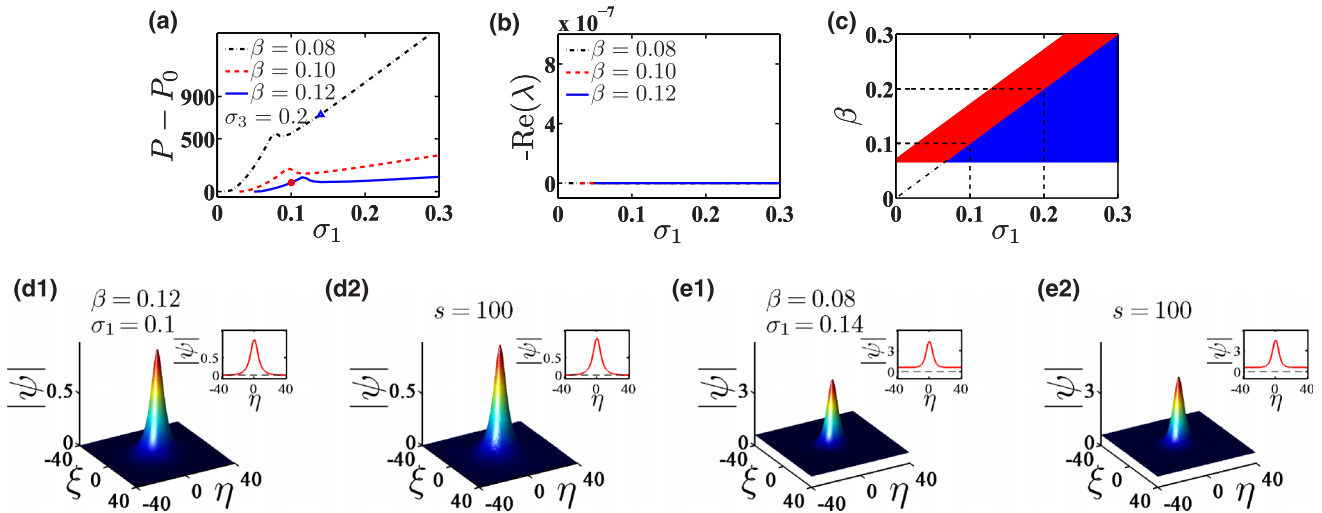 (a)
P − P₀
900
500
0
β = 0.08
β = 0.10
β = 0.12
σ₃ = 0.2
0 0.1 0.2 0.3
σ₁
(b)
x 10⁻⁷
-Re(λ)
8
4
0
β = 0.08
β = 0.10
β = 0.12
0 0.1 0.2 0.3
σ₁
(c)
β
0.3
0.2
0.1
0
0 0.1 0.2 0.3
σ₁
(d1)
β = 0.12
σ₁ = 0.1
|ψ|
0.5
0
-40
0
40
ξ
-40 0 40
η
|ψ|
0.5
0
-40 0 40
η
(d2)
s = 100
|ψ|
0.5
0
-40
0
40
ξ
-40 0 40
η
|ψ|
0.5
0
-40 0 40
η
(e1)
β = 0.08
σ₁ = 0.14
|ψ|
3
0
-40
0
40
ξ
-40 0 40
η
|ψ|
3
0
-40 0 40
η
(e2)
s = 100
|ψ|
3
0
-40
0
40
ξ
-40 0 40
η
|ψ|
3
0
-40 0 40
η